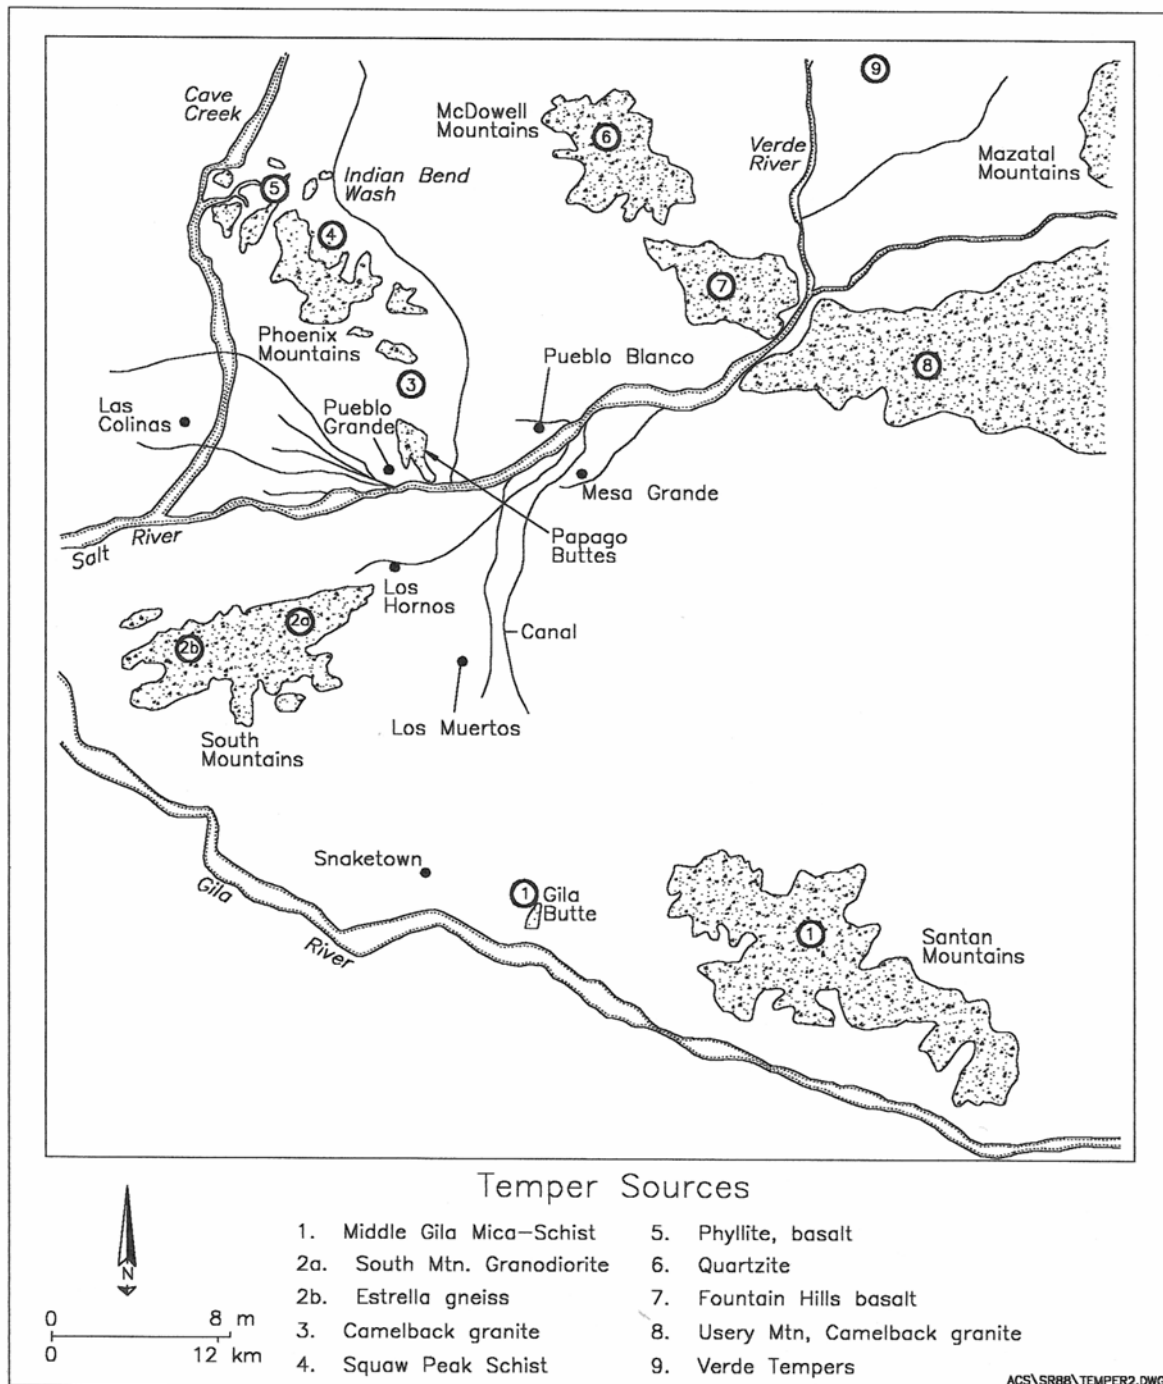 9
Cave
Creek
McDowell
Mountains
6
Verde
River
Mazatal
Mountains
5
Indian Bend
Wash
4
7
Phoenix
Mountains
Pueblo Blanco
8
3
Las
Colinas
Pueblo
Grande
Mesa Grande
Salt River
Papago
Buttes
Los
Hornos
2a
2b
Canal
Los Muertos
South
Mountains
Snaketown
1
Gila
Butte
Gila River
1
Santan
Mountains
Temper Sources
1. Middle Gila Mica-Schist
2a. South Mtn. Granodiorite
2b. Estrella gneiss
3. Camelback granite
4. Squaw Peak Schist
5. Phyllite, basalt
6. Quartzite
7. Fountain Hills basalt
8. Usery Mtn, Camelback granite
9. Verde Tempers
N
0 8 m
0 12 km
ACS\SR88\TEMPER2.DWG